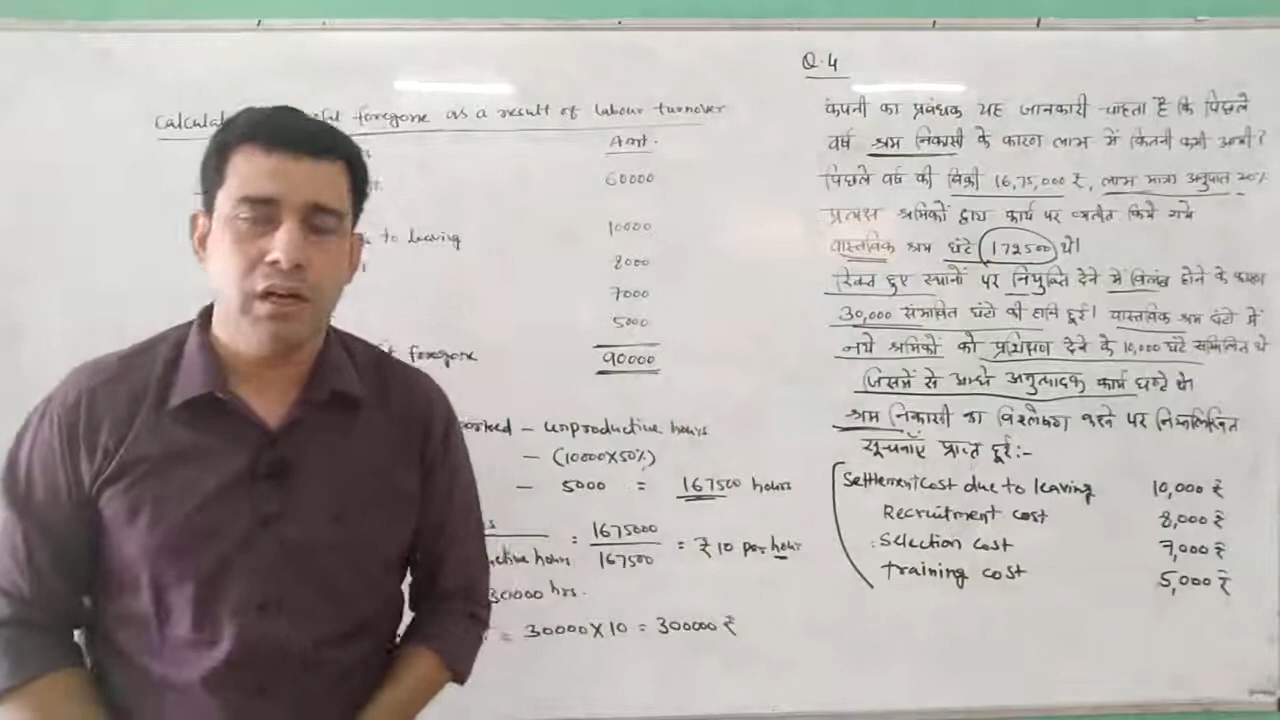 Q.4
foregone as a result of labour turnover
Amt.
60000
to leaving 10000
8000
7000
5000
foregone 90000
worked - unproductive hours
- (10000X50%)
- 5000 = 167500 hours
1675000
= ₹10 per hour
hours 167500
30000 hrs.
= 30000X10 = 300000 ₹
कंपनी का प्रबंधक यह जानकारी चाहता है कि पिछले
वर्ष श्रम निकासी के कारण लाभ में कितनी कमी आयी?
पिछले वर्ष की बिक्री 16,75,000 ₹, लाभ मात्रा अनुपात 20%
प्रत्यक्ष श्रमिकों द्वारा कार्य पर व्यतीत किये गये
वास्तविक श्रम घंटे 172500 थे।
रिक्त हुए स्थानों पर नियुक्ति देने में विलंब होने के कारण
30,000 संभावित घंटो की हानि हुई। वास्तविक श्रम घंटो में
नये श्रमिकों को प्रशिक्षण देने के 10,000 घंटे सम्मिलित थे
जिसमें से आधे अनुत्पादक कार्य घण्टे थे।
श्रम निकासी का विश्लेषण करने पर निम्नलिखित
सूचनाएँ प्राप्त हुई:-
Settlement cost due to leaving 10,000 ₹
Recruitment cost 8,000 ₹
Selection cost 7,000 ₹
training cost 5,000 ₹